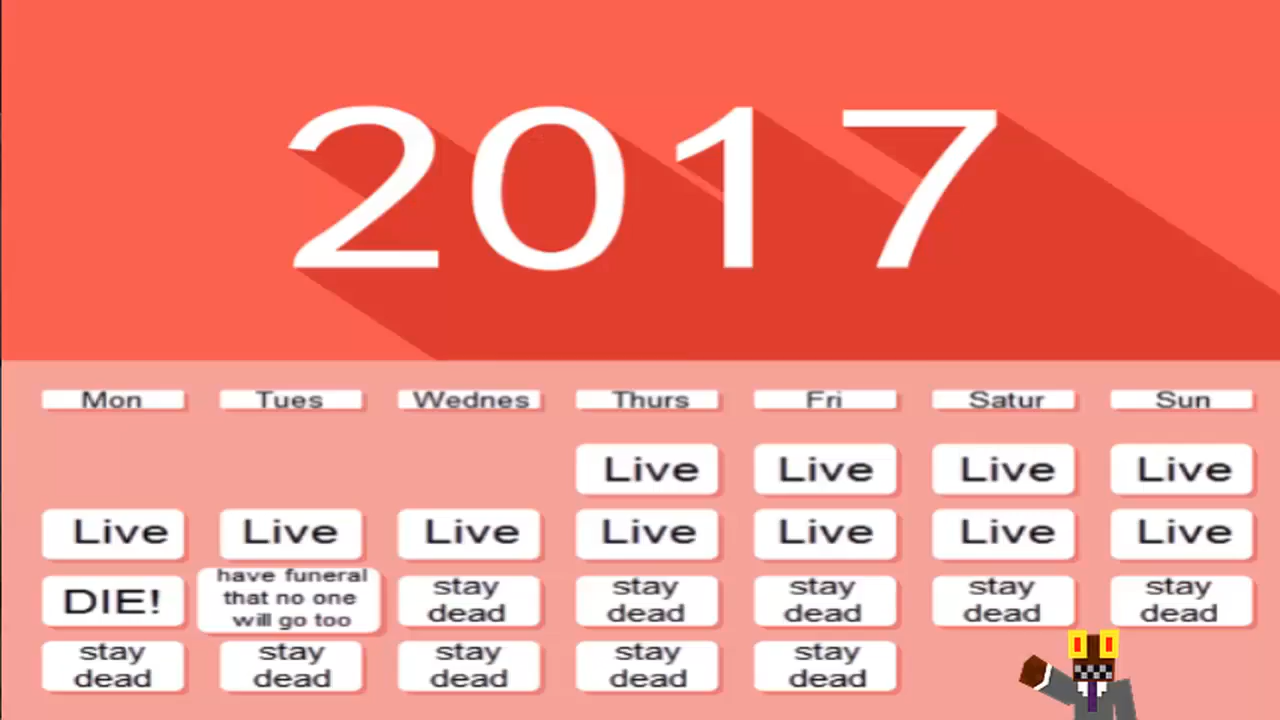 2017
Mon Tues Wednes Thurs Fri Satur Sun
Live Live Live Live
Live Live Live Live Live Live Live
DIE! have funeral that no one will go too stay dead stay dead stay dead stay dead stay dead
stay dead stay dead stay dead stay dead stay dead